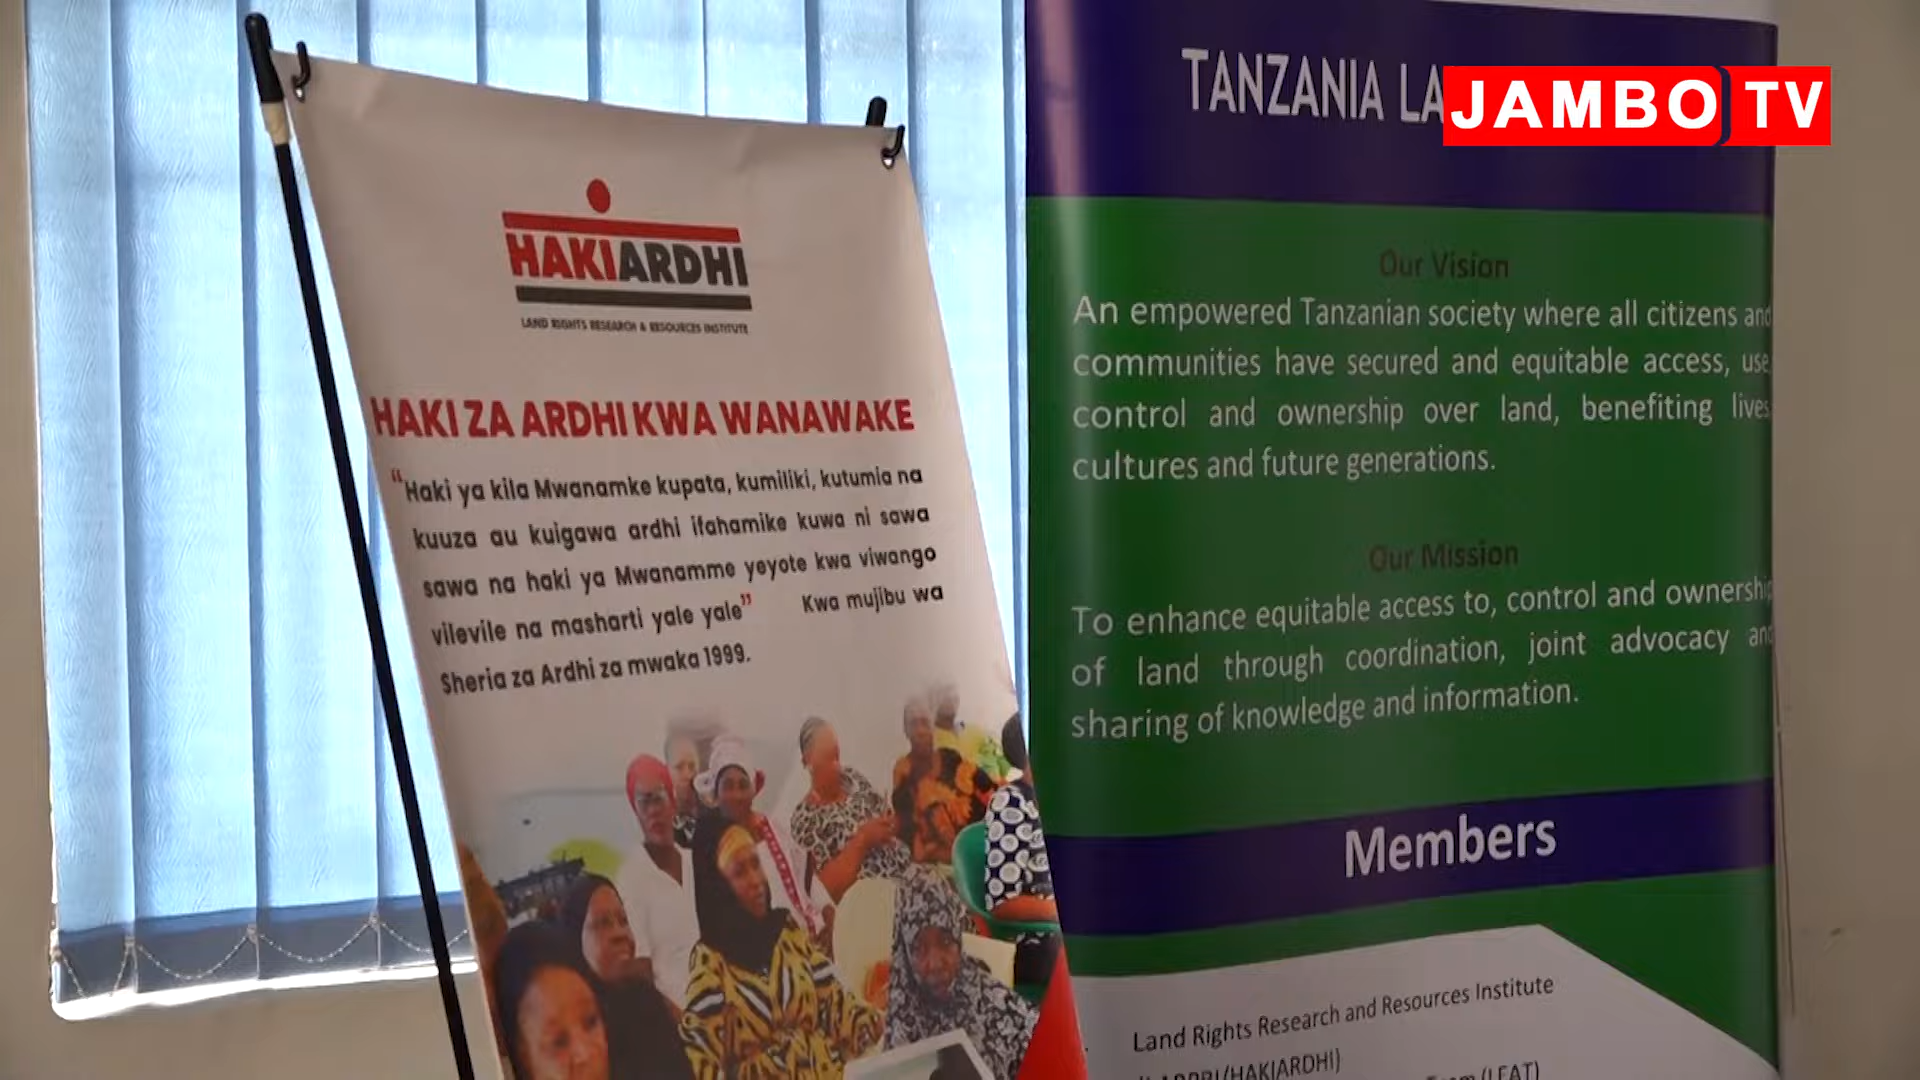 HAKIARDHI
LAND RIGHTS RESEARCH & RESOURCES INSTITUTE
HAKI ZA ARDHI KWA WANAWAKE
“Haki ya kila Mwanamke kupata, kumiliki, kutumia na
kuuza au kuigawa ardhi ifahamike kuwa ni sawa
sawa na haki ya Mwanamme yeyote kwa viwango
vilevile na masharti yale yale” Kwa mujibu wa
Sheria za Ardhi za mwaka 1999.
TANZANIA LA
JAMBO TV
Our Vision
An empowered Tanzanian society where all citizens and
communities have secured and equitable access, use,
control and ownership over land, benefiting lives
cultures and future generations.
Our Mission
To enhance equitable access to, control and ownership
of land through coordination, joint advocacy and
sharing of knowledge and information.
Members
Land Rights Research and Resources Institute
(HAKIARDHI)
(LEAT)